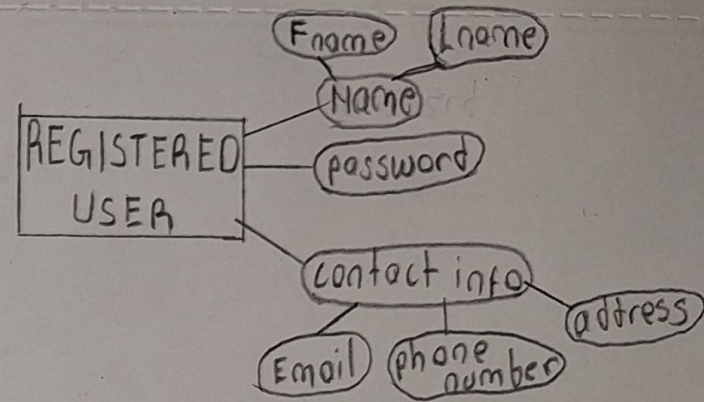 Fname
Lname
Name
REGISTERED
USER
password
contact info
address
Email
phone
number